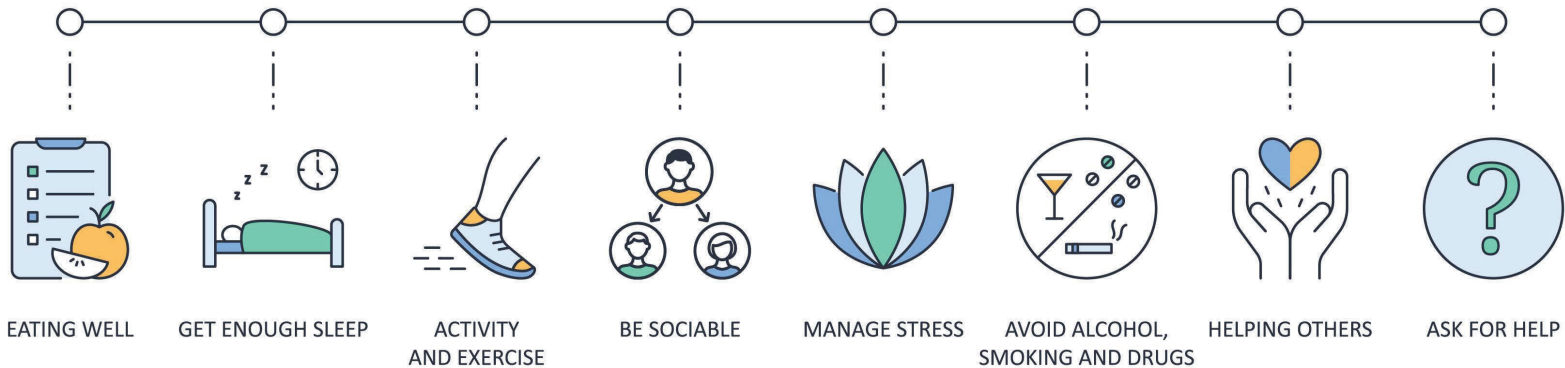 EATING WELL
GET ENOUGH SLEEP
ACTIVITY
AND EXERCISE
BE SOCIABLE
MANAGE STRESS
AVOID ALCOHOL,
SMOKING AND DRUGS
HELPING OTHERS
ASK FOR HELP
z
z
z
?